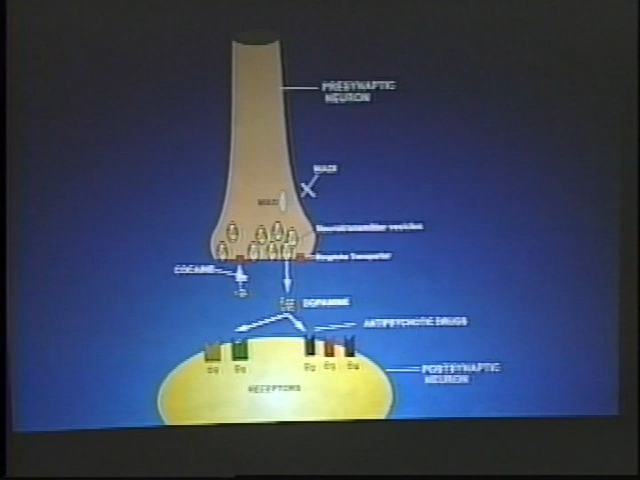 PRESYNAPTIC
NEURON
MAOI
MAO
Neurotransmitter vesicles
Reuptake Transporter
COCAINE
DOPAMINE
ANTIPSYCHOTIC DRUGS
POSTSYNAPTIC
NEURON
RECEPTORS